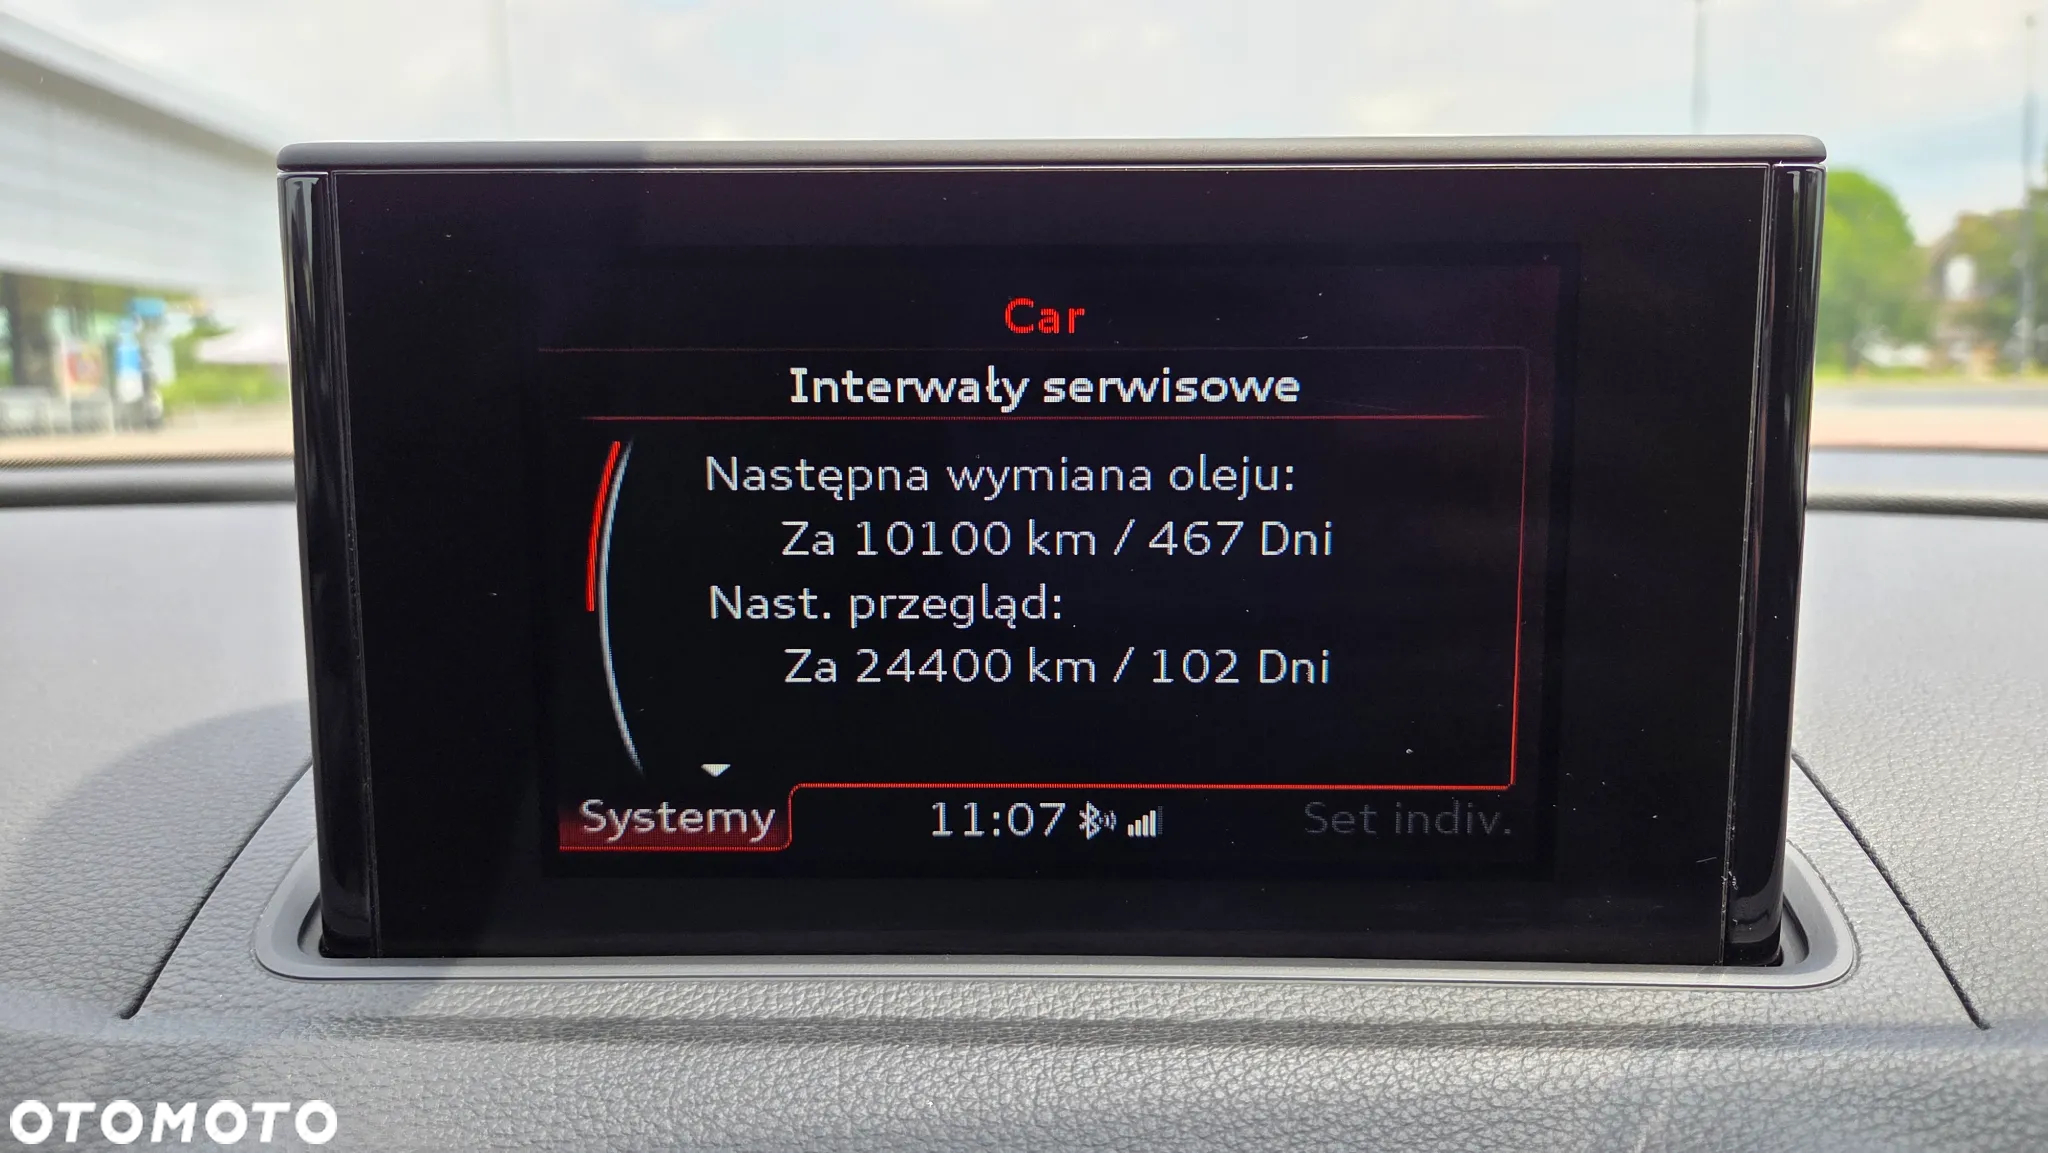 Car
Interwały serwisowe
Następna wymiana oleju:
Za 10100 km / 467 Dni
Nast. przegląd:
Za 24400 km / 102 Dni
Systemy
11:07
Set indiv.
OTOMOTO